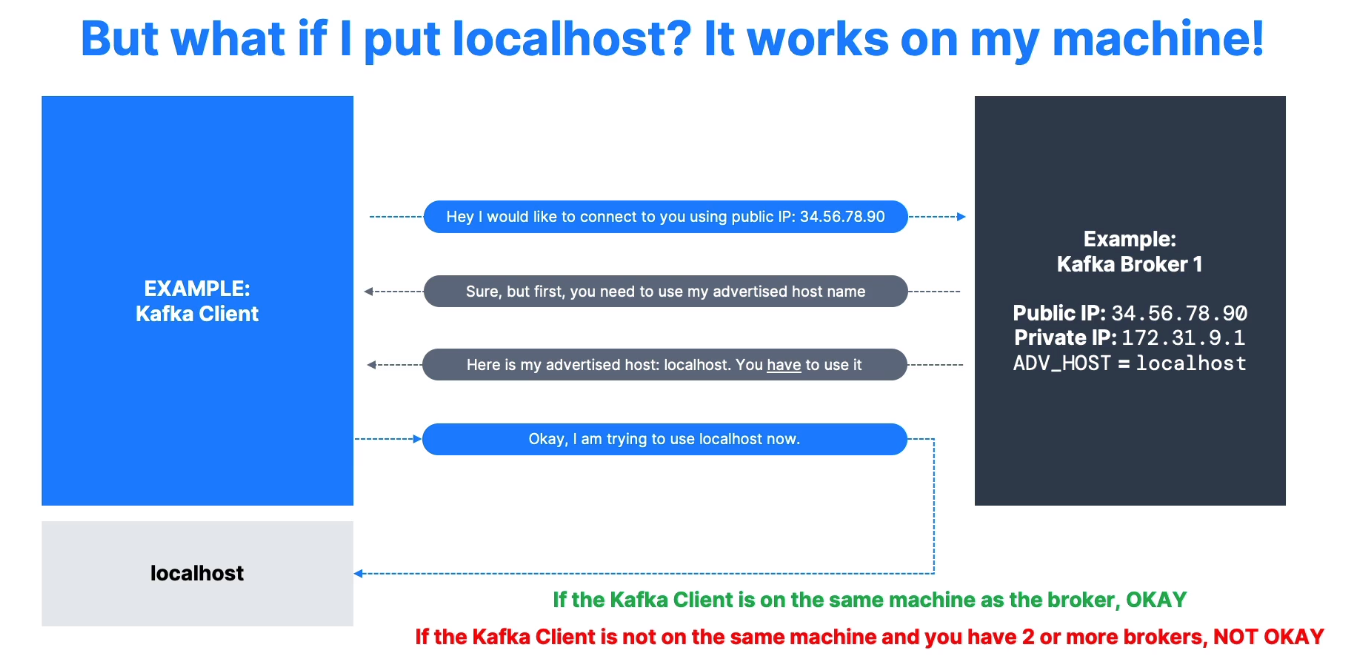 But what if I put localhost? It works on my machine!
Hey I would like to connect to you using public IP: 34.56.78.90
Sure, but first, you need to use my advertised host name
Here is my advertised host: localhost. You have to use it
Okay, I am trying to use localhost now.
EXAMPLE:
Kafka Client
Example:
Kafka Broker 1
Public IP: 34.56.78.90
Private IP: 172.31.9.1
ADV_HOST = localhost
localhost
If the Kafka Client is on the same machine as the broker, OKAY
If the Kafka Client is not on the same machine and you have 2 or more brokers, NOT OKAY